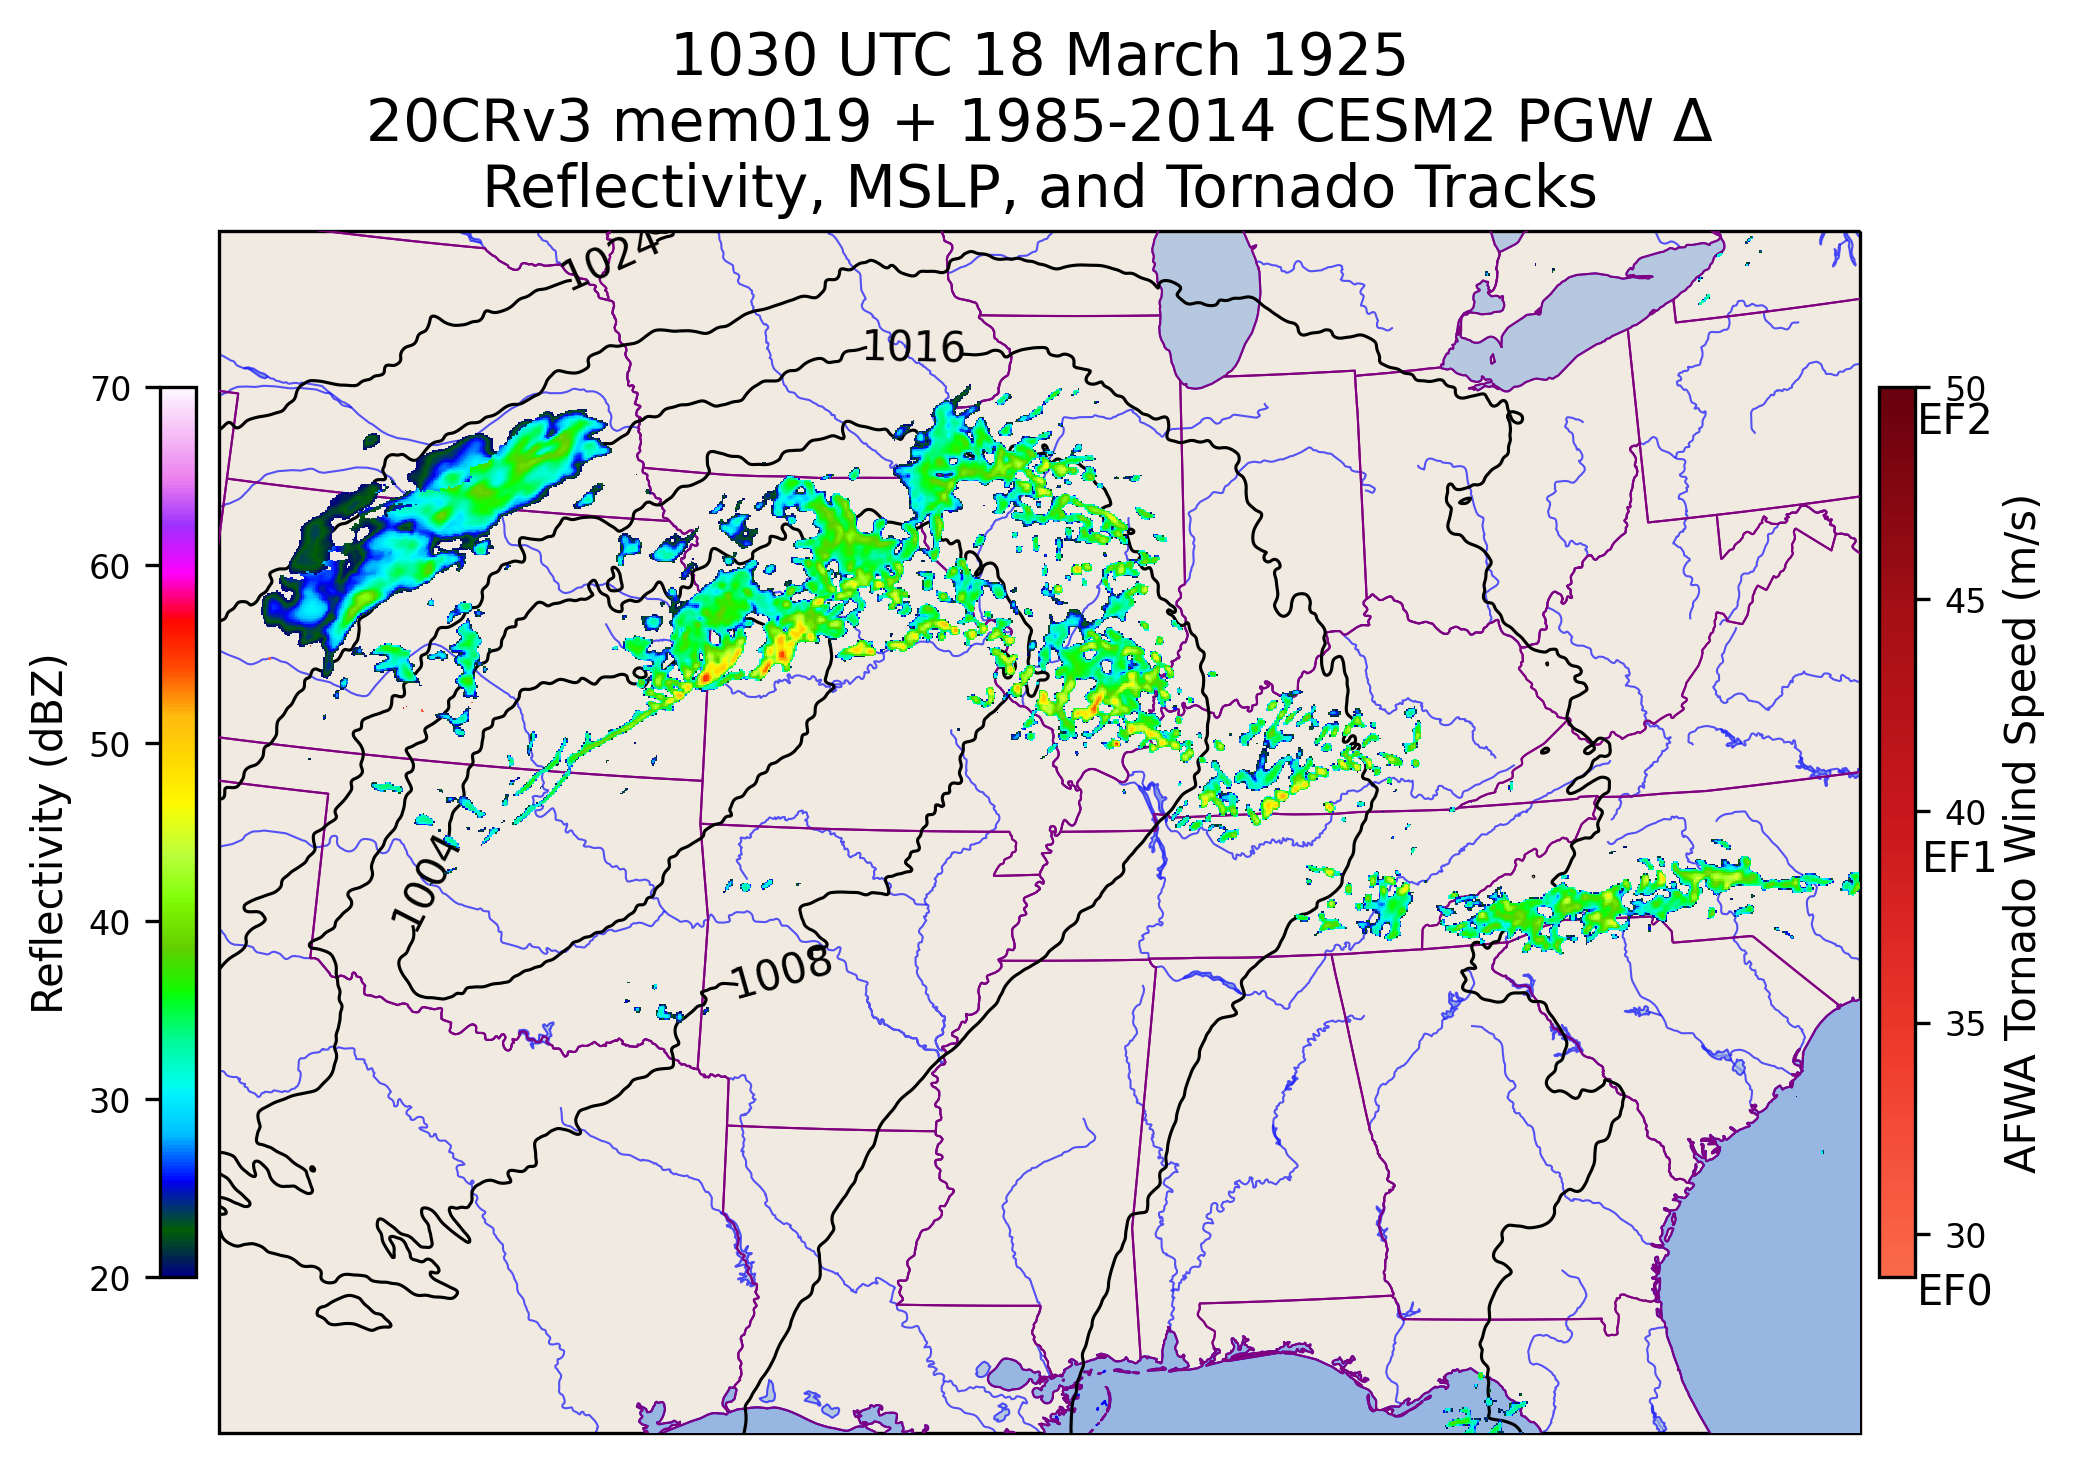 1030 UTC 18 March 1925
20CRv3 mem019 + 1985-2014 CESM2 PGW Δ
Reflectivity, MSLP, and Tornado Tracks
1024
1016
1004
1008
70
60
50
40
30
20
Reflectivity (dBZ)
50
EF2
45
40
EF1
35
30
EF0
AFWA Tornado Wind Speed (m/s)